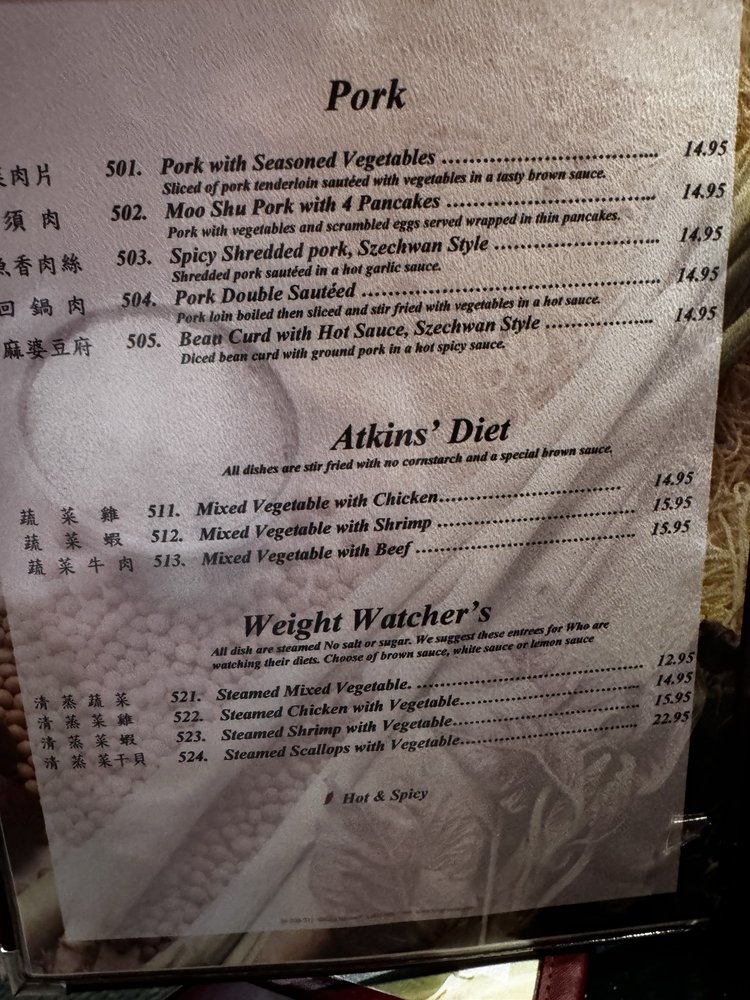 Pork
肉片 501. Pork with Seasoned Vegetables 14.95
Sliced of pork tenderloin sautéed with vegetables in a tasty brown sauce.
須 肉 502. Moo Shu Pork with 4 Pancakes 14.95
Pork with vegetables and scrambled eggs served wrapped in thin pancakes.
魚香肉絲 503. Spicy Shredded pork, Szechwan Style 14.95
Shredded pork sautéed in a hot garlic sauce.
回 鍋 肉 504. Pork Double Sautéed 14.95
Pork loin boiled then sliced and stir fried with vegetables in a hot sauce.
麻婆豆府 505. Bean Curd with Hot Sauce, Szechwan Style 14.95
Diced bean curd with ground pork in a hot spicy sauce.
Atkins' Diet
All dishes are stir fried with no cornstarch and a special brown sauce.
蔬 菜 雞 511. Mixed Vegetable with Chicken 14.95
蔬 菜 蝦 512. Mixed Vegetable with Shrimp 15.95
蔬 菜 牛 肉 513. Mixed Vegetable with Beef 15.95
Weight Watcher's
All dish are steamed No salt or sugar. We suggest these entrees for Who are
watching their diets. Choose of brown sauce, white sauce or lemon sauce
清 蒸 蔬 菜 521. Steamed Mixed Vegetable. 12.95
清 蒸 菜 雞 522. Steamed Chicken with Vegetable 14.95
清 蒸 菜 蝦 523. Steamed Shrimp with Vegetable 15.95
清 蒸 菜干貝 524. Steamed Scallops with Vegetable 22.95
Hot & Spicy